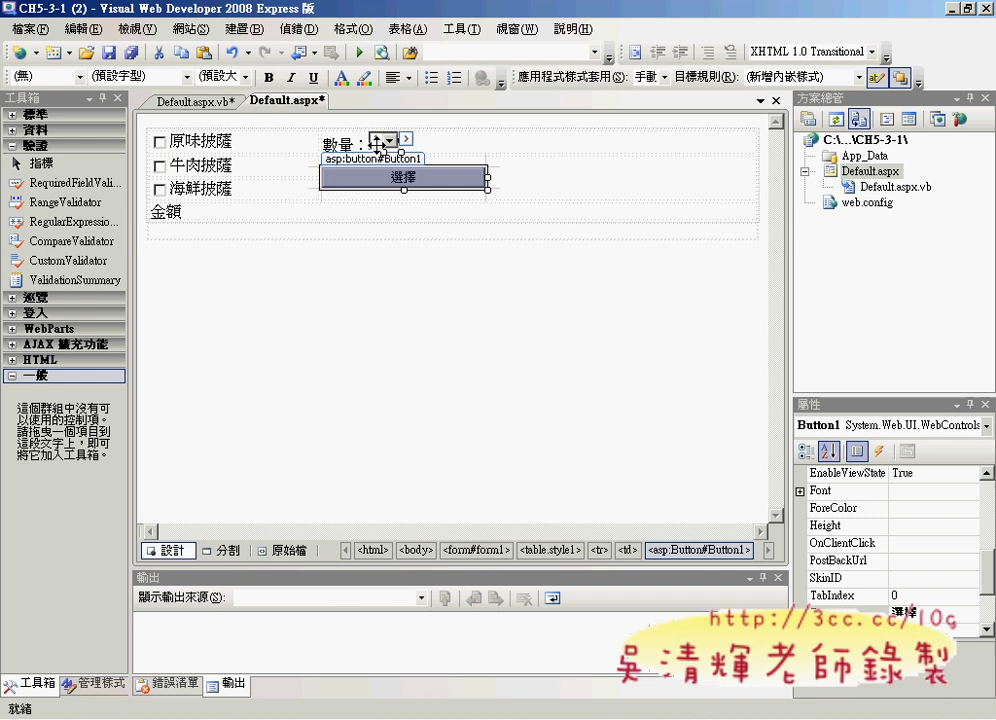 CH5-3-1 (2) - Visual Web Developer 2008 Express 版
檔案(F) 編輯(E) 檢視(V) 網站(S) 建置(B) 偵錯(D) 格式(O) 表格(A) 工具(T) 視窗(W) 說明(H)
XHTML 1.0 Transitional
(無) (預設字型) (預設大 B I U A 應用程式樣式套用(S): 手動 目標規則(R): (新增內嵌樣式)
工具箱
標準
資料
驗證
指標
RequiredFieldVali...
RangeValidator
RegularExpressio...
CompareValidator
CustomValidator
ValidationSummary
巡覽
登入
WebParts
AJAX 擴充功能
HTML
一般
這個群組中沒有可
以使用的控制項。
請拖曳一個項目到
這段文字上，即可
將它加入工具箱。
Default.aspx.vb* Default.aspx*
原味披薩 數量：
asp:button#Button1
牛肉披薩 選擇
海鮮披薩
金額
設計 分割 原始檔 <html> <body> <form#form1> <table.style1> <tr> <td> <asp:Button#Button1>
輸出
顯示輸出來源(S):
方案總管
C:\...\CH5-3-1\
App_Data
Default.aspx
Default.aspx.vb
web.config
屬性
Button1 System.Web.UI.WebControls
EnableViewState True
Font
ForeColor
Height
OnClientClick
PostBackUrl
SkinID
TabIndex 0
選擇
http://3cc.cc/10g
吳清輝老師錄製
工具箱 管理樣式 錯誤清單 輸出
就緒